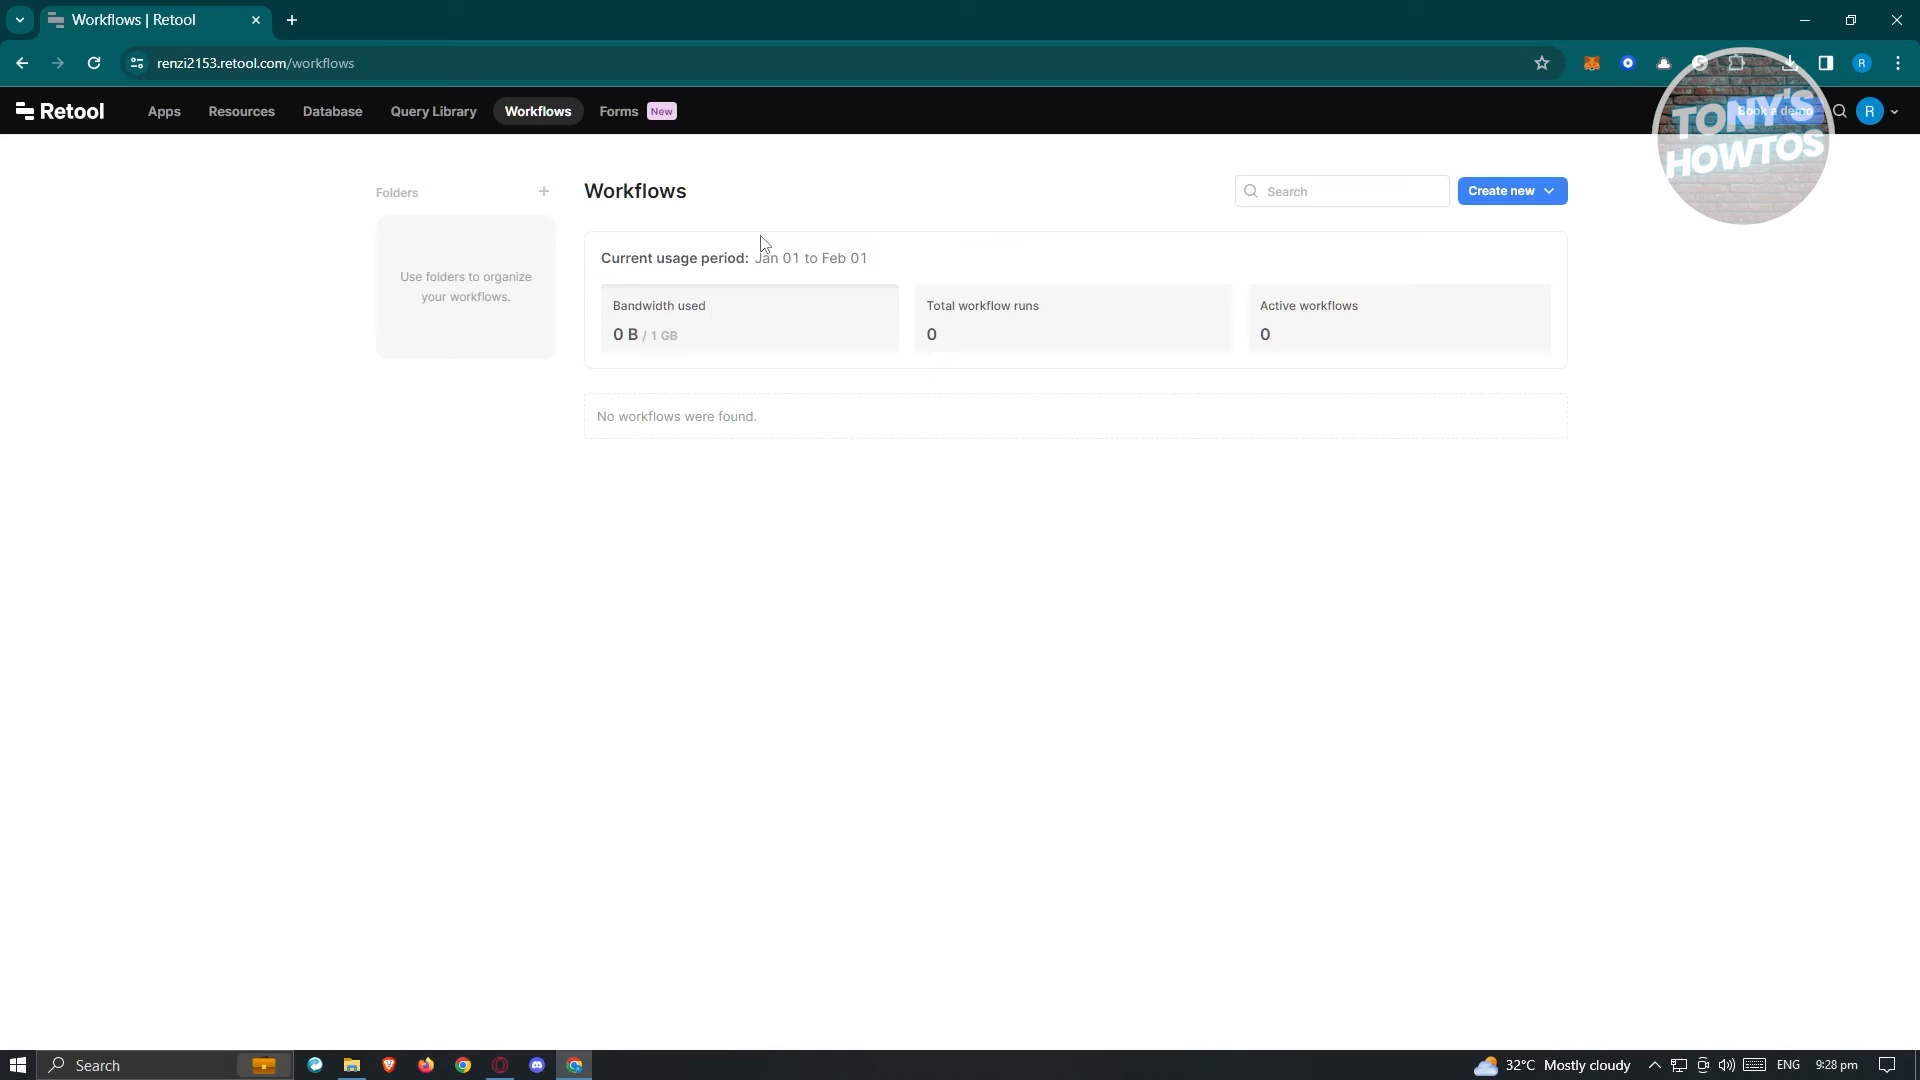 Workflows | Retool
renzi2153.retool.com/workflows
R
Retool
Apps
Resources
Database
Query Library
Workflows
Forms
New
Book a demo
R
TONY'S
HOWTOS
Folders
Workflows
Search
Create new
Use folders to organize
your workflows.
Current usage period: Jan 01 to Feb 01
Bandwidth used
0 B / 1 GB
Total workflow runs
0
Active workflows
0
No workflows were found.
Search
32°C Mostly cloudy
ENG
9:28 pm